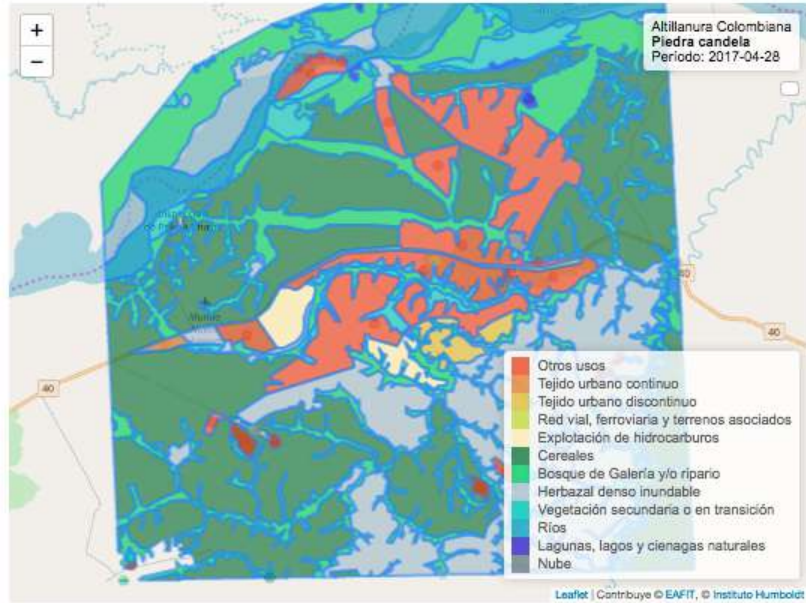 +
−
Altillanura Colombiana
Piedra candela
Período: 2017-04-28
40
40
40
Otros usos
Tejido urbano continuo
Tejido urbano discontinuo
Red vial, ferroviaria y terrenos asociados
Explotación de hidrocarburos
Cereales
Bosque de Galería y/o ripario
Herbazal denso inundable
Vegetación secundaria o en transición
Ríos
Lagunas, lagos y cienagas naturales
Nube
Leaflet | Contribuye © EAFIT, © Instituto Humboldt